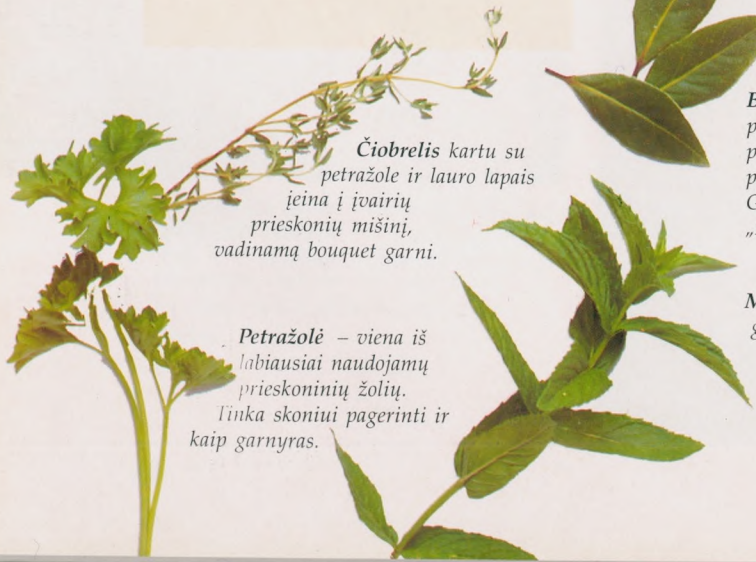 Čiobrelis kartu su
petražole ir lauro lapais
įeina į įvairių
prieskonių mišinį,
vadinamą bouquet garni.
Petražolė – viena iš
labiausiai naudojamų
prieskoninių žolių.
Tinka skoniui pagerinti ir
kaip garnyras.